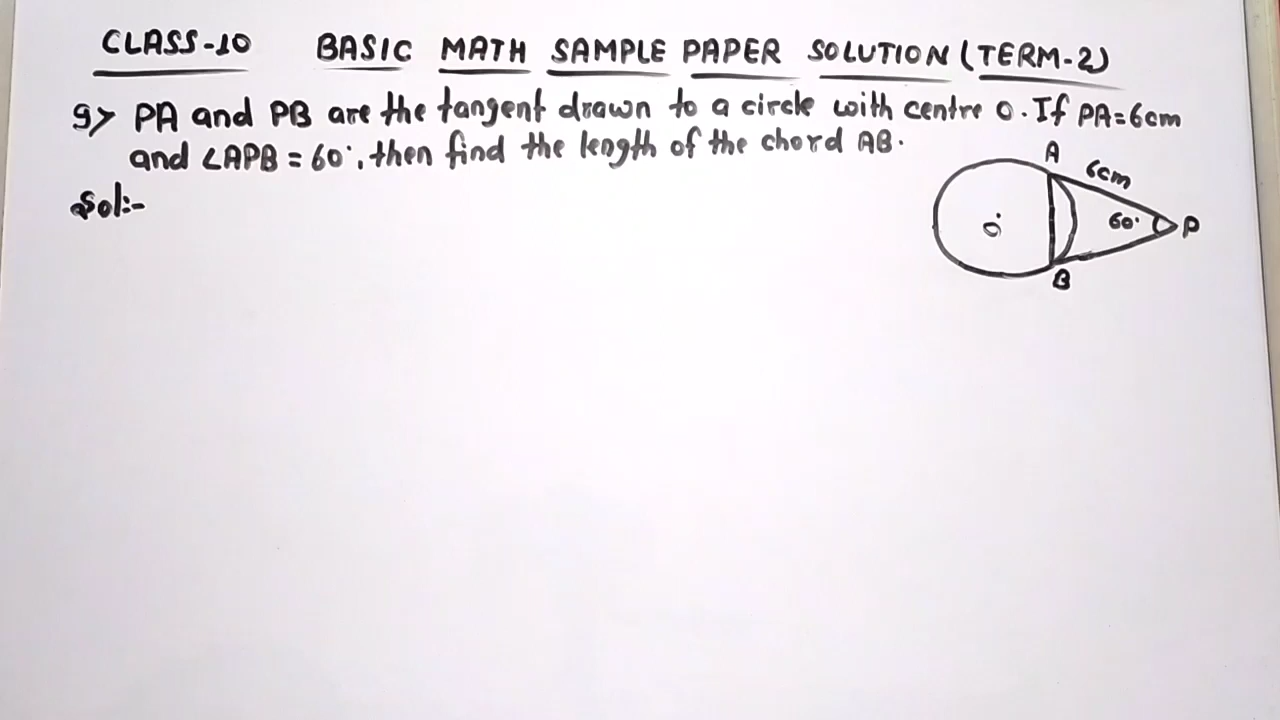 CLASS-10 BASIC MATH SAMPLE PAPER SOLUTION (TERM-2)
9> PA and PB are the tangent drawn to a circle with centre O. If PA=6cm
and ∠APB = 60°, then find the length of the chord AB.
Sol:-
A
6cm
60°
P
O
B